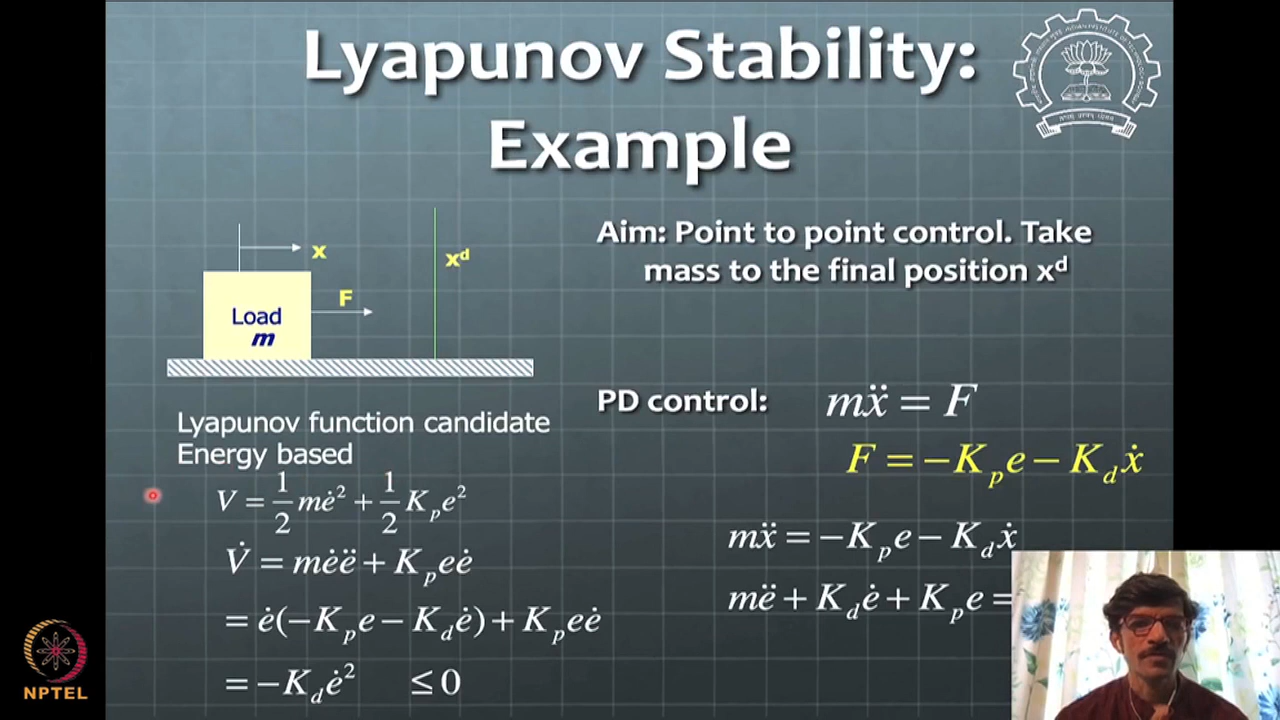 Lyapunov Stability:
Example
x
xᵈ
F
Load
m
Aim: Point to point control. Take
mass to the final position xᵈ
Lyapunov function candidate
Energy based
V = 1/2 mė² + 1/2 K_p e²
V̇ = mėë + K_p eė
= ė(−K_p e − K_d ė) + K_p eė
= −K_d ė² ≤ 0
PD control: mẍ = F
F = −K_p e − K_d ẋ
mẍ = −K_p e − K_d ẋ
më + K_d ė + K_p e =
NPTEL